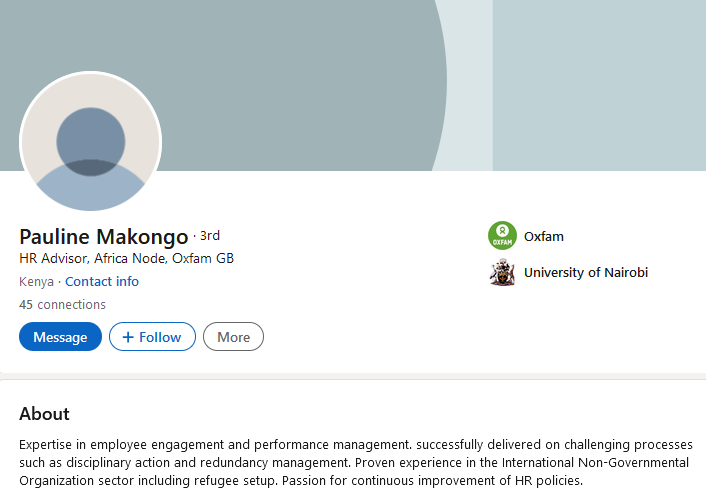 Pauline Makongo · 3rd
HR Advisor, Africa Node, Oxfam GB
Kenya · Contact info
45 connections
Message
+ Follow
More
OXFAM
Oxfam
University of Nairobi
About
Expertise in employee engagement and performance management. successfully delivered on challenging processes
such as disciplinary action and redundancy management. Proven experience in the International Non-Governmental
Organization sector including refugee setup. Passion for continuous improvement of HR policies.